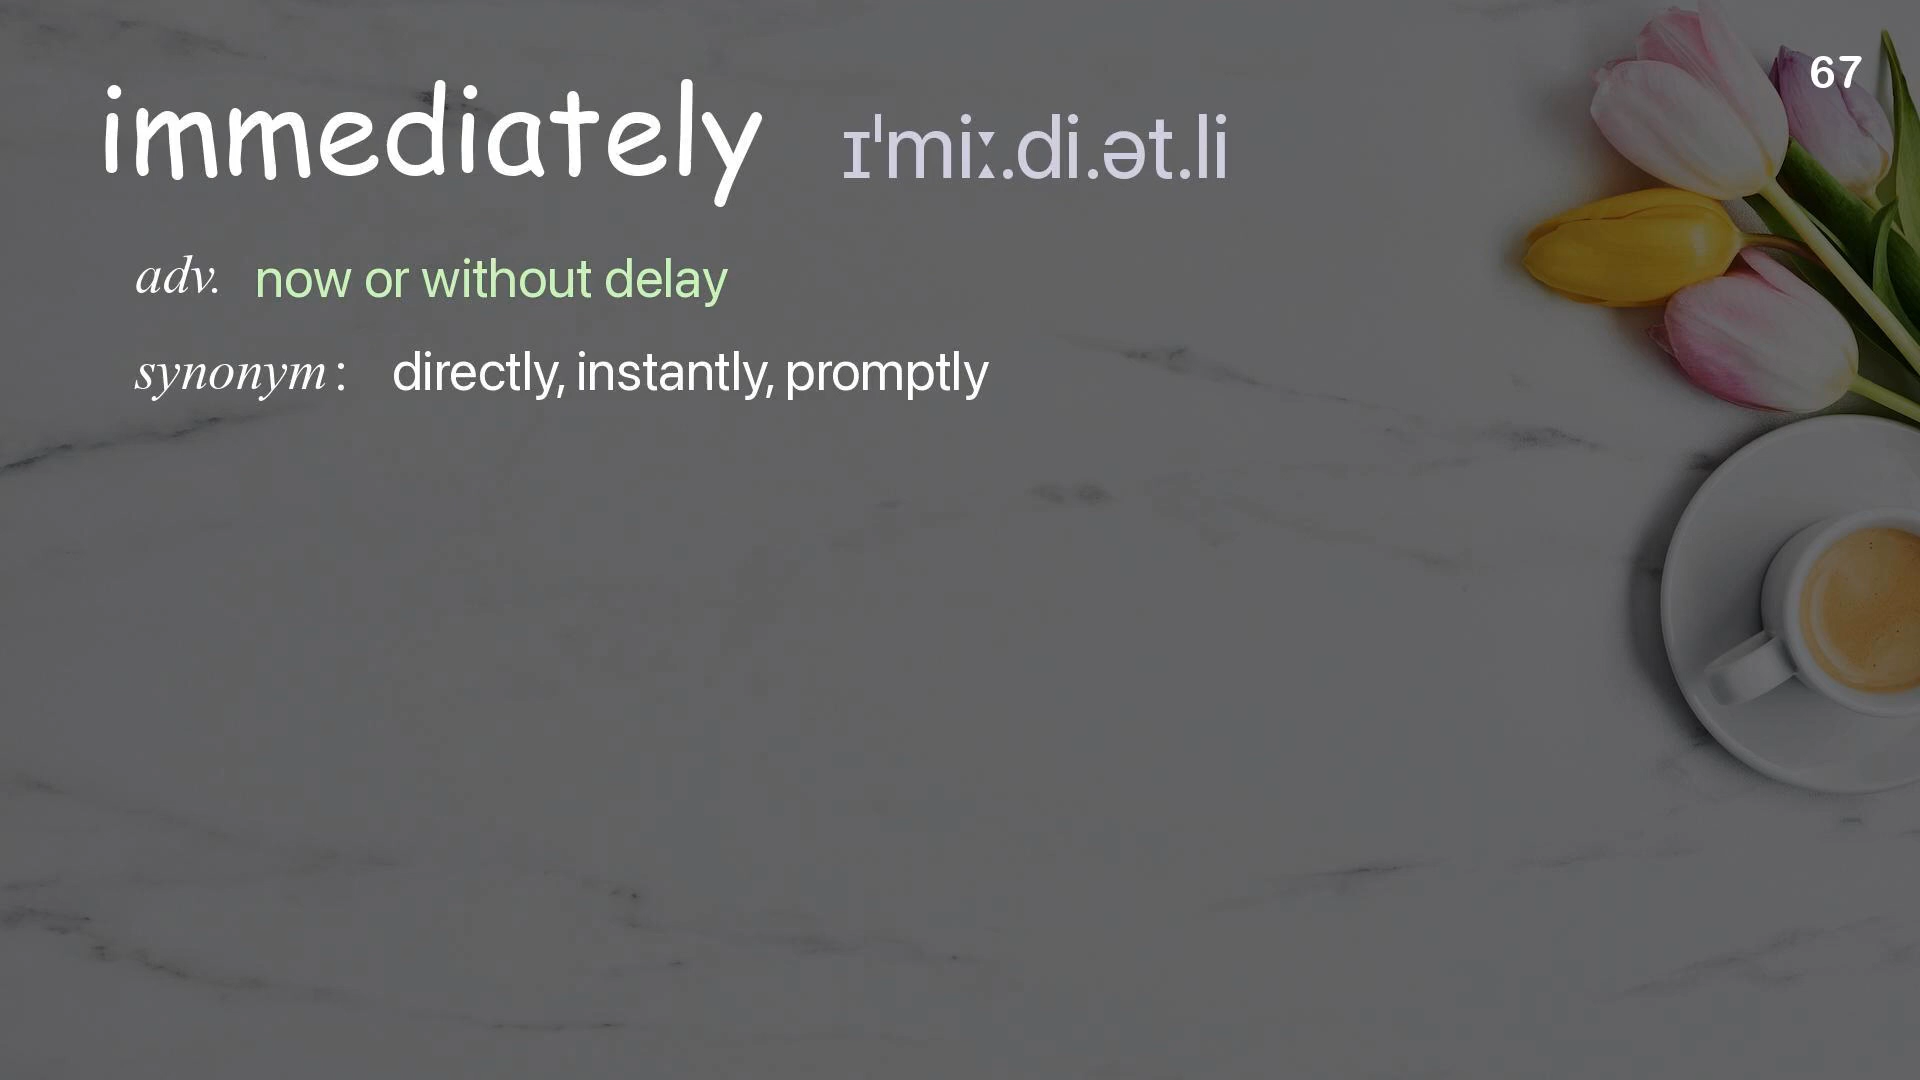 67
immediately ɪˈmiː.di.ət.li
adv. now or without delay
synonym: directly, instantly, promptly